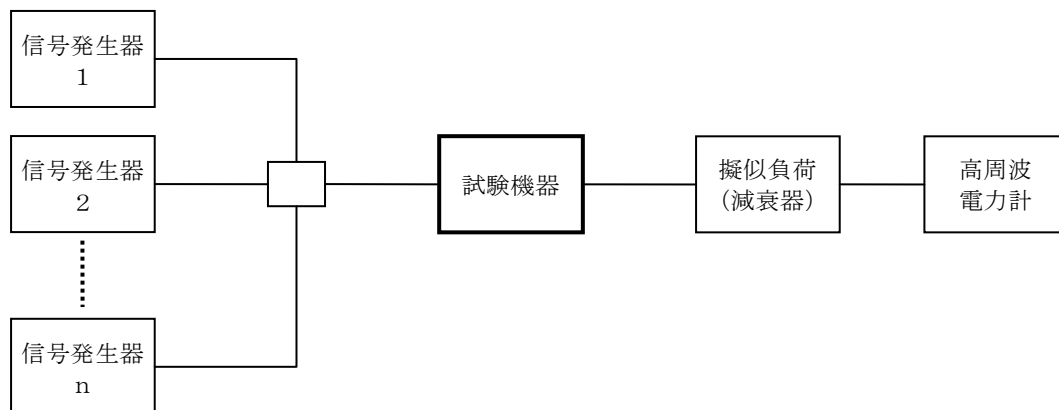 信号発生器
1
信号発生器
2
信号発生器
n
試験機器
擬似負荷
(減衰器)
高周波
電力計